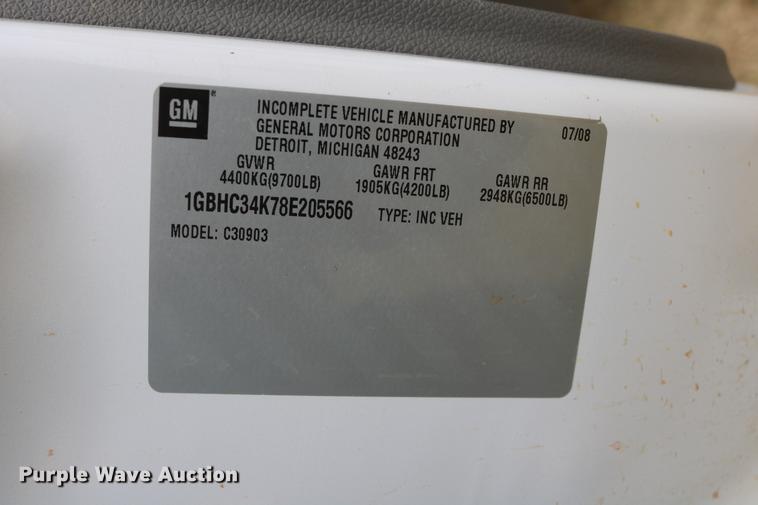 GM
INCOMPLETE VEHICLE MANUFACTURED BY 07/08
GENERAL MOTORS CORPORATION
DETROIT, MICHIGAN 48243
GVWR GAWR FRT GAWR RR
4400KG(9700LB) 1905KG(4200LB) 2948KG(6500LB)
1GBHC34K78E205566 TYPE: INC VEH
MODEL: C30903
Purple Wave Auction